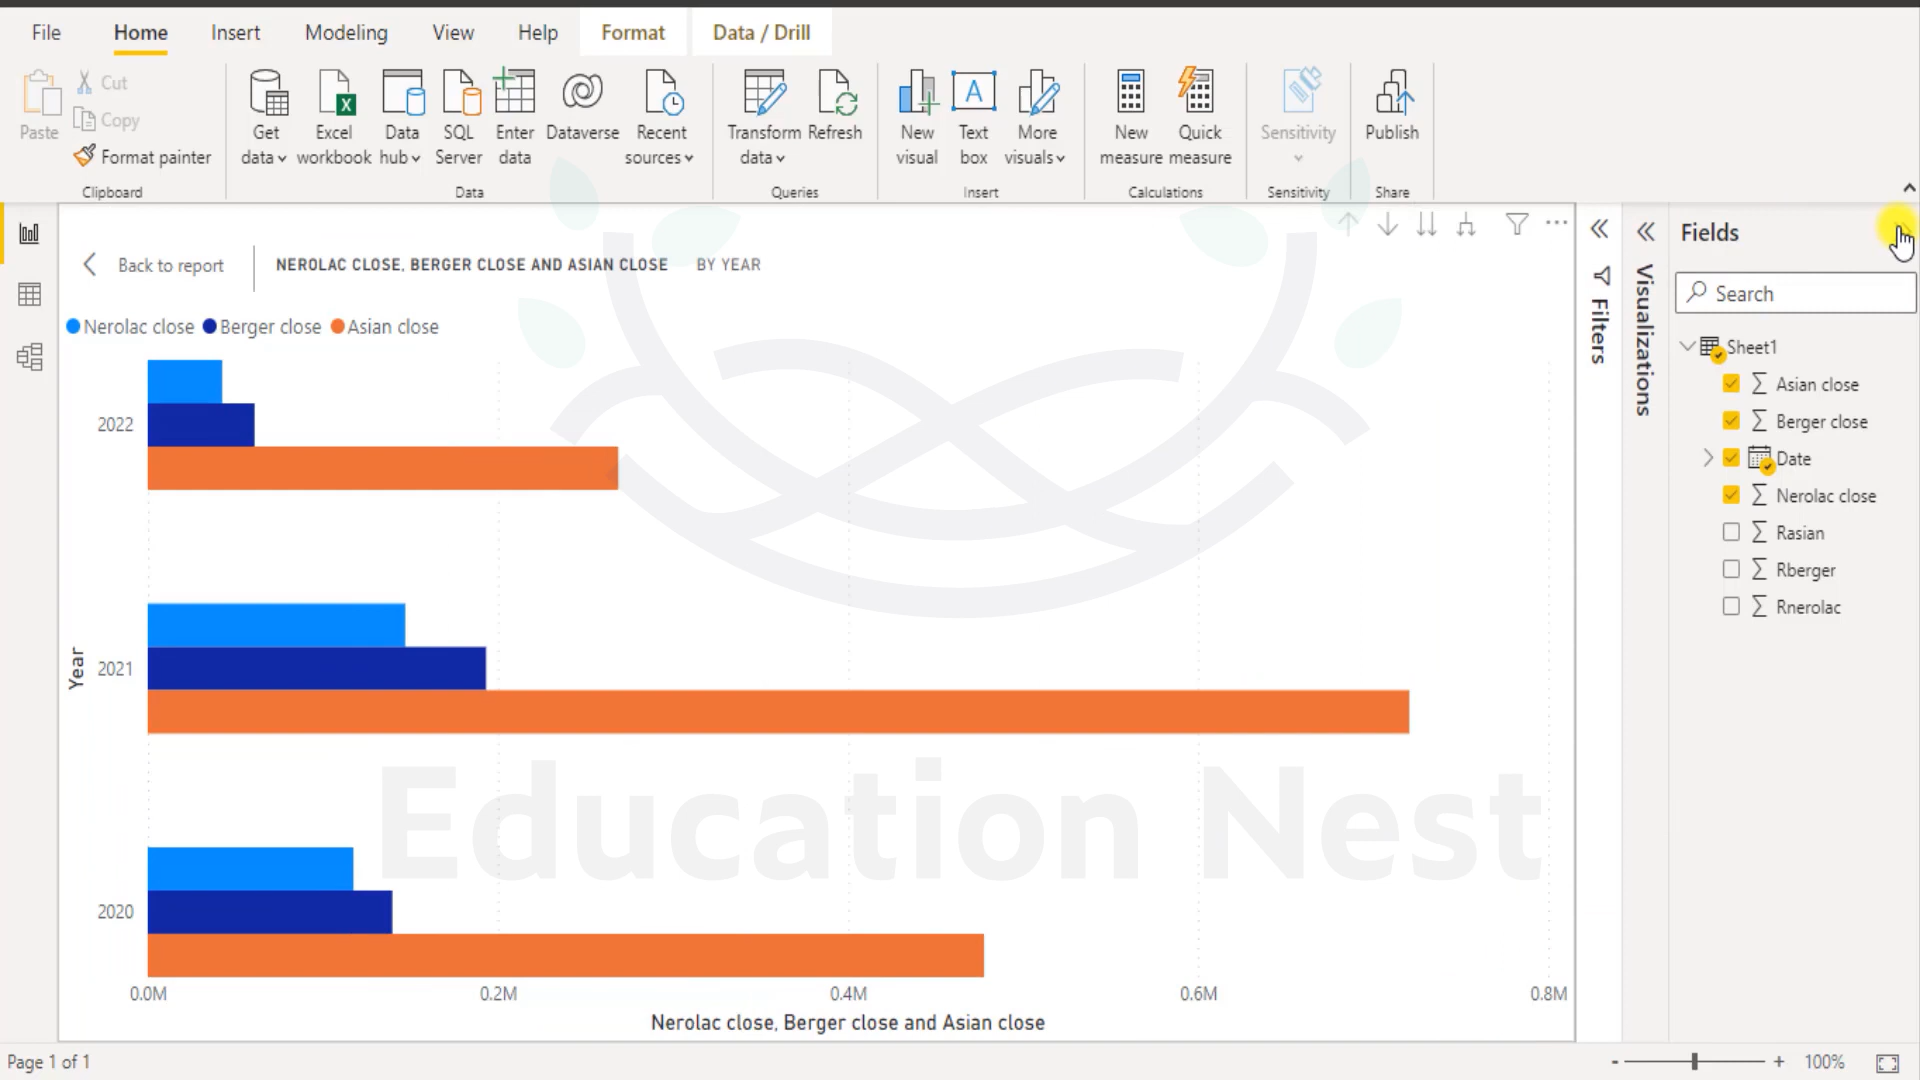 File Home Insert Modeling View Help Format Data / Drill
Paste
Cut
Copy
Format painter
Clipboard
Get data
Excel workbook
Data hub
SQL Server
Enter data
Dataverse
Recent sources
Data
Transform data
Refresh
Queries
New visual
Text box
More visuals
Insert
New measure
Quick measure
Calculations
Sensitivity
Sensitivity
Publish
Share
Back to report
NEROLAC CLOSE, BERGER CLOSE AND ASIAN CLOSE BY YEAR
Nerolac close Berger close Asian close
2022
2021
2020
Year
0.0M 0.2M 0.4M 0.6M 0.8M
Nerolac close, Berger close and Asian close
Education Nest
Filters
Visualizations
Fields
Search
Sheet1
Asian close
Berger close
Date
Nerolac close
Rasian
Rberger
Rnerolac
Page 1 of 1
- + 100%